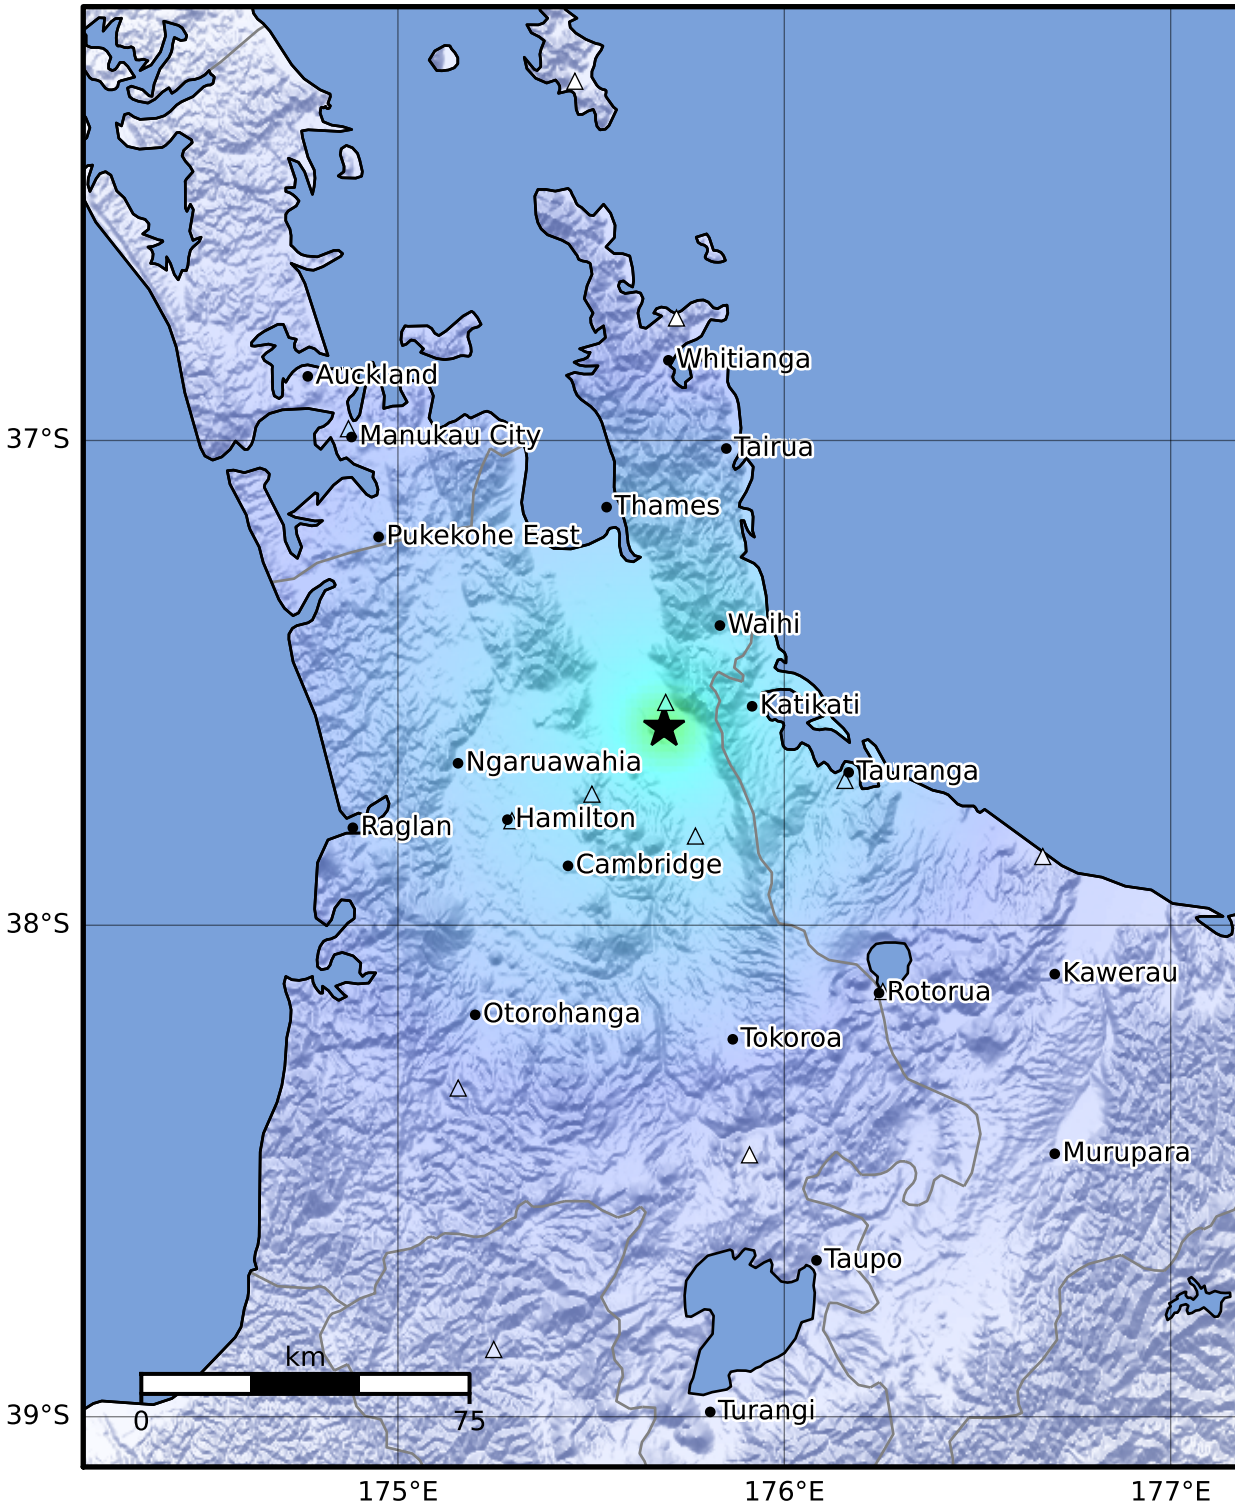 Whitianga
Auckland
Manukau City
37°S
Tairua
Thames
Pukekohe East
Waihi
Katikati
Ngaruawahia
Tauranga
Hamilton
Raglan
Cambridge
38°S
Kawerau
Rotorua
Otorohanga
Tokoroa
Murupara
Taupo
km
0 75
Turangi
39°S
175°E 176°E 177°E